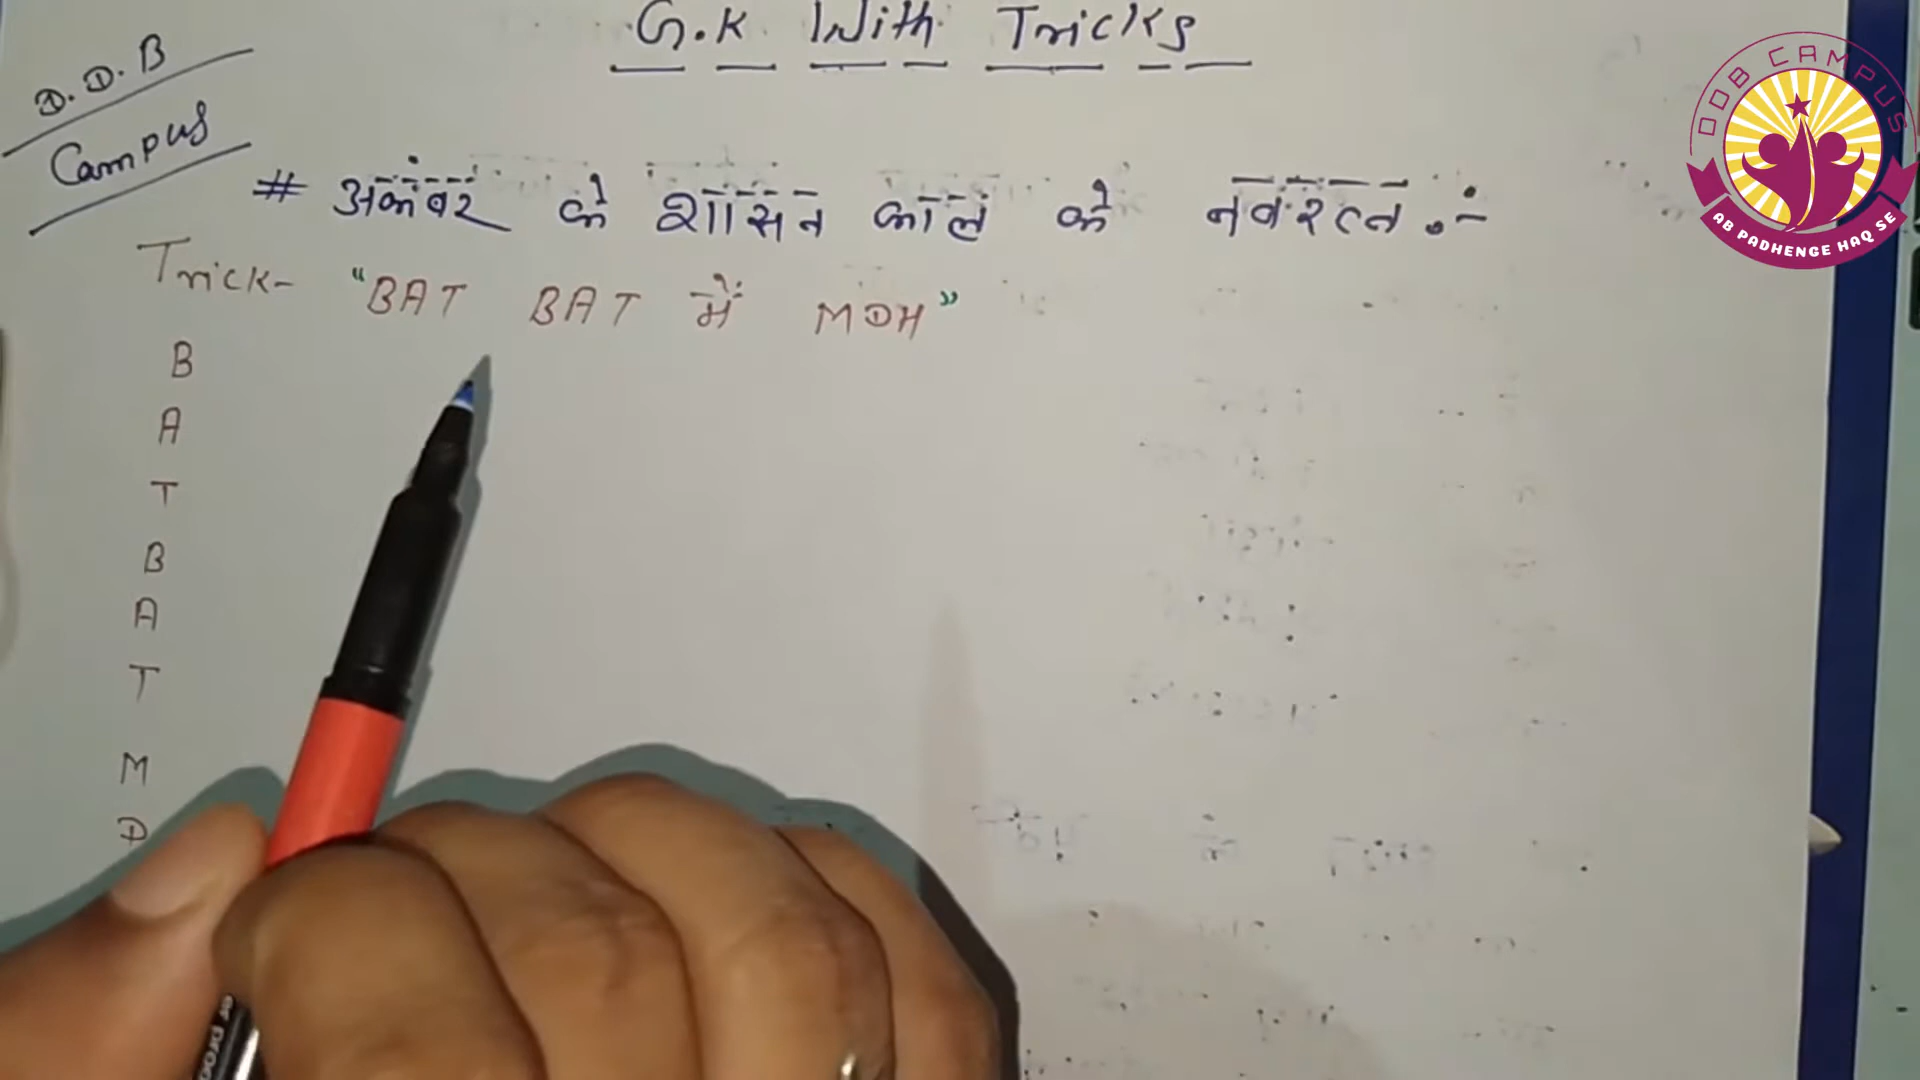 G.K With Tricks
D.D.B
Campus
# अकबर के शासन काल के नवरत्न :-
Trick- "BAT BAT में MDH"
B
A
T
B
A
T
M
D
DDB CAMPUS
AB PADHENGE HAQ SE